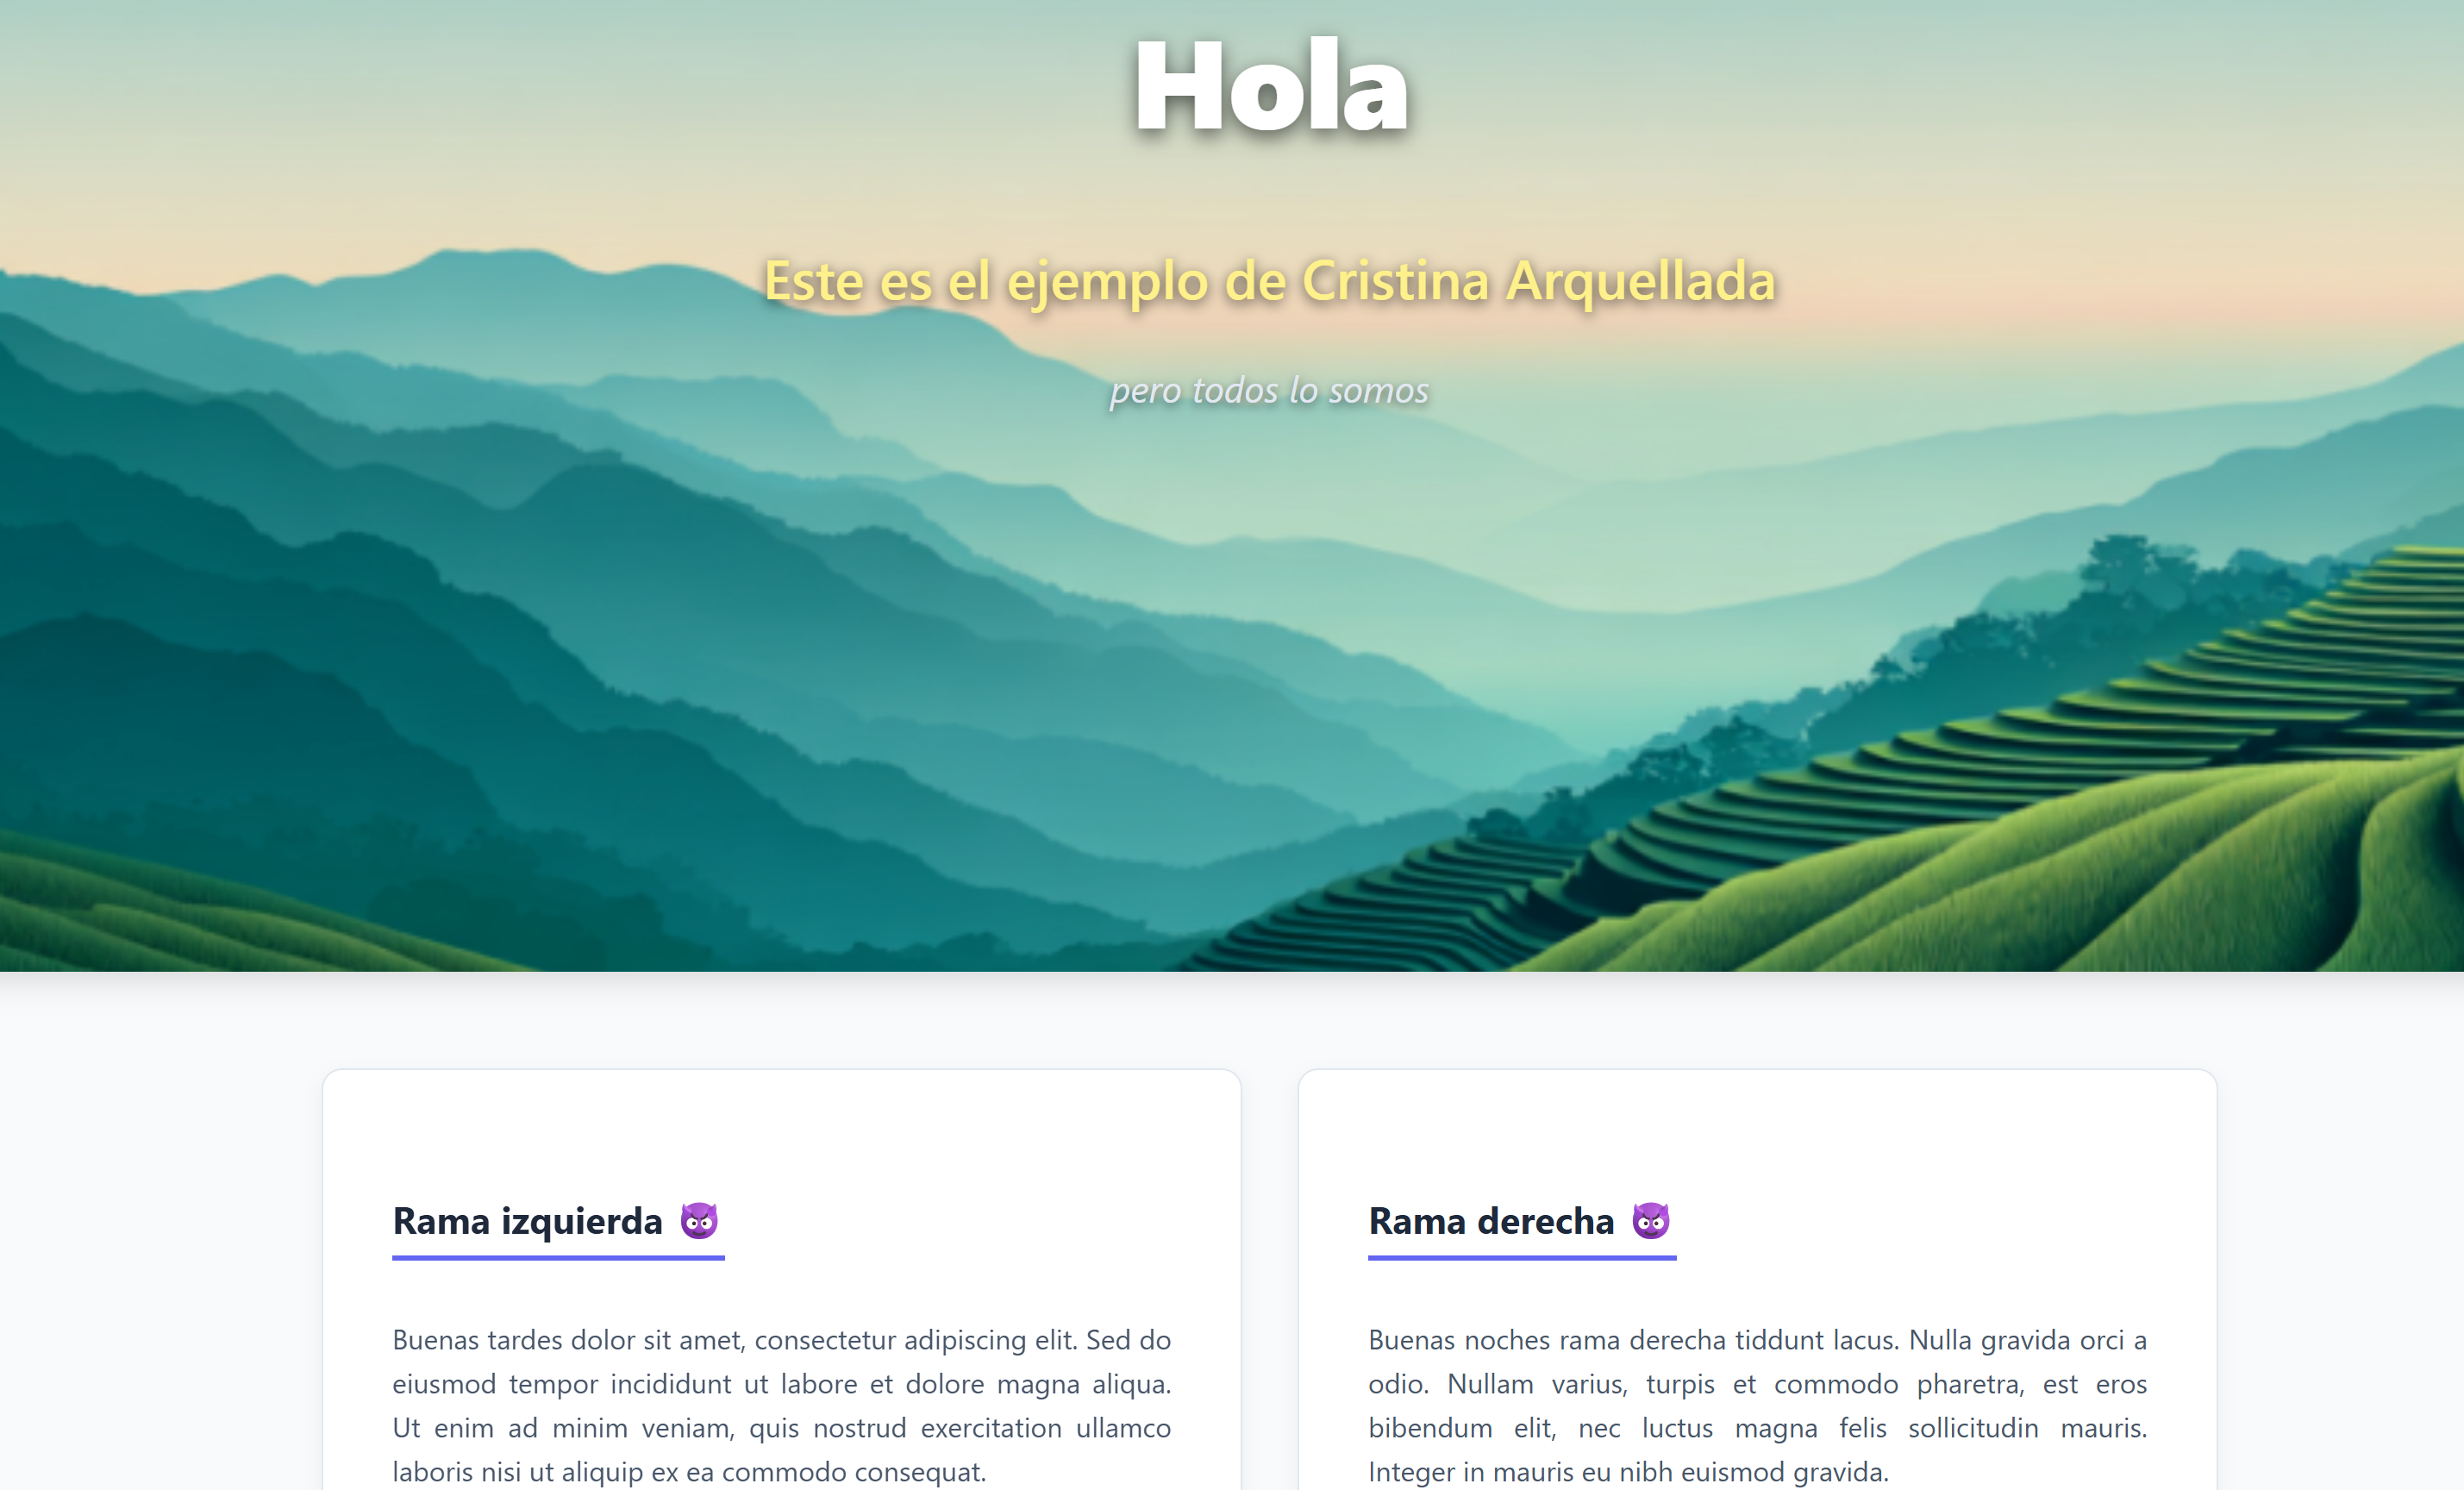 Hola
Este es el ejemplo de Cristina Arquellada
pero todos lo somos
Rama izquierda 😈
Buenas tardes dolor sit amet, consectetur adipiscing elit. Sed do
eiusmod tempor incididunt ut labore et dolore magna aliqua.
Ut enim ad minim veniam, quis nostrud exercitation ullamco
laboris nisi ut aliquip ex ea commodo consequat.
Rama derecha 😈
Buenas noches rama derecha tiddunt lacus. Nulla gravida orci a
odio. Nullam varius, turpis et commodo pharetra, est eros
bibendum elit, nec luctus magna felis sollicitudin mauris.
Integer in mauris eu nibh euismod gravida.